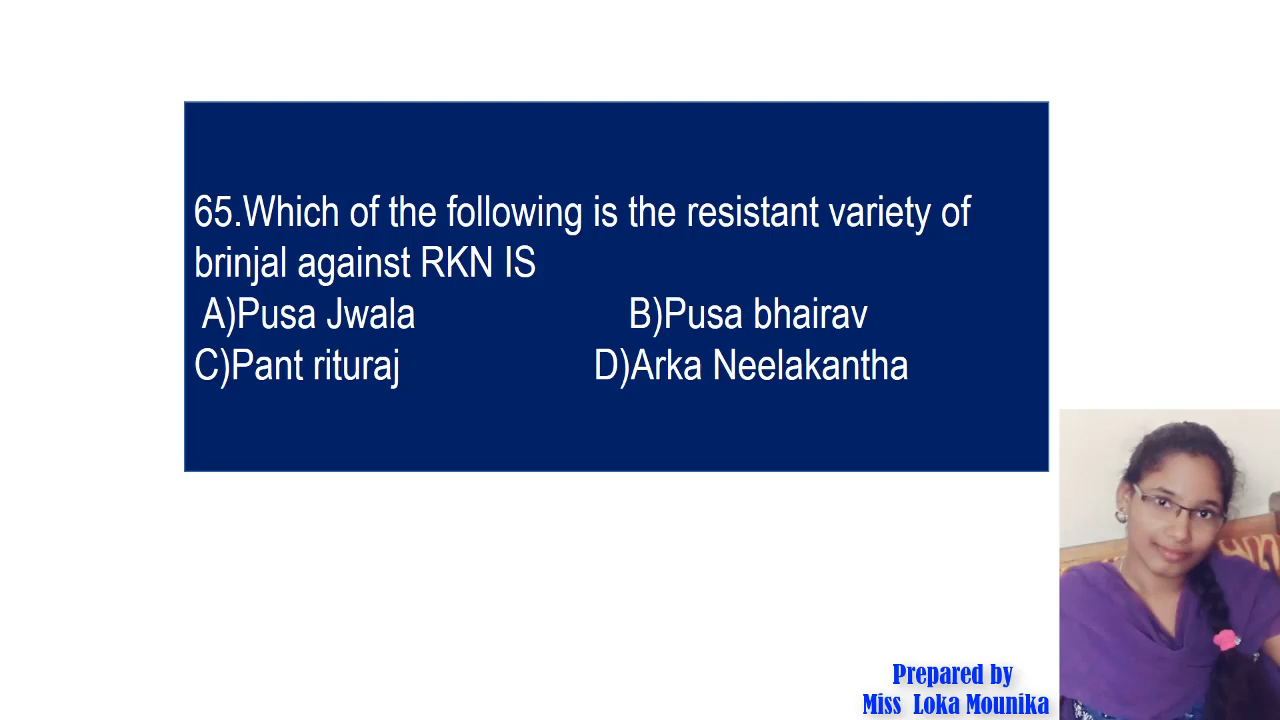 65.Which of the following is the resistant variety of
brinjal against RKN IS
A)Pusa Jwala B)Pusa bhairav
C)Pant rituraj D)Arka Neelakantha
Prepared by
Miss Loka Mounika